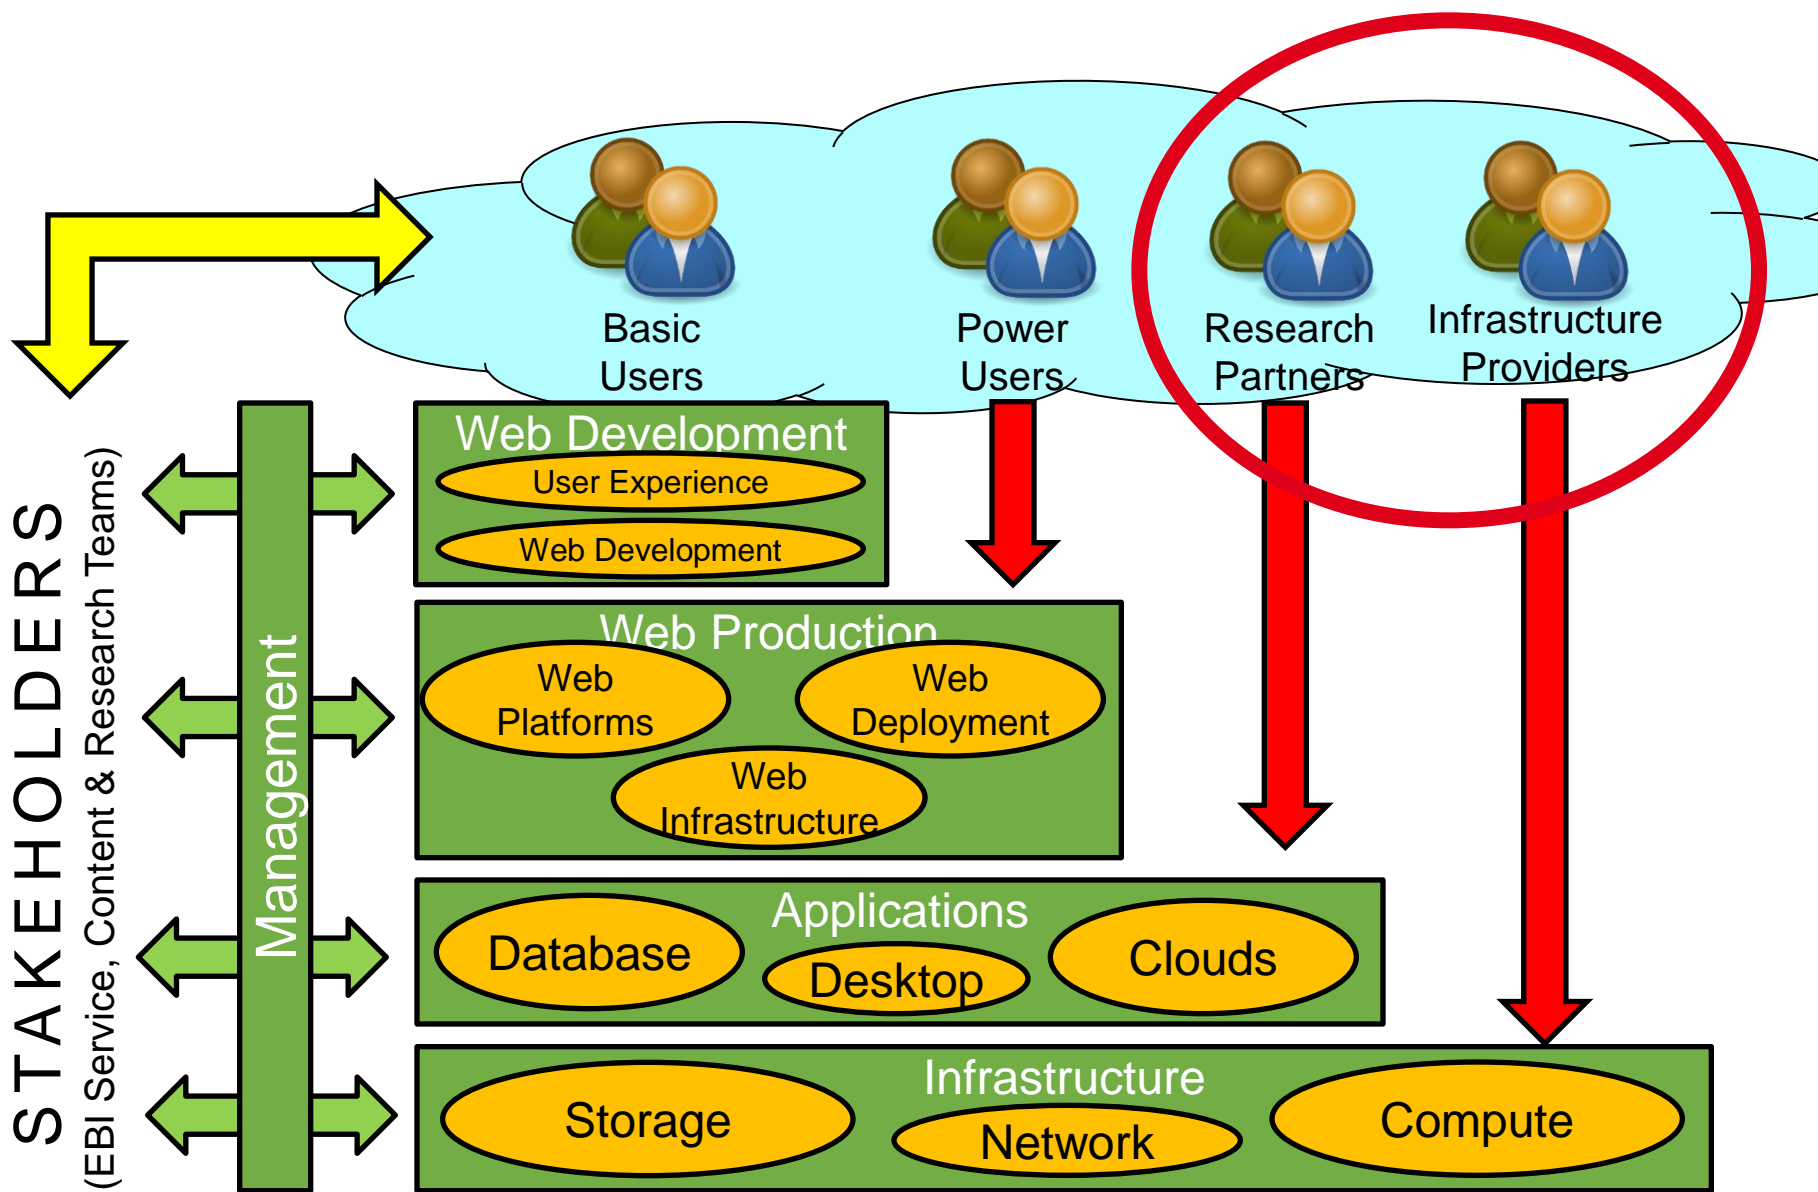 Basic
Users
Power
Users
Research
Partners
Infrastructure
Providers
STAKEHOLDERS
(EBI Service, Content & Research Teams)
Management
Web Development
User Experience
Web Development
Web Production
Web
Platforms
Web
Deployment
Web
Infrastructure
Applications
Database
Desktop
Clouds
Infrastructure
Storage
Network
Compute